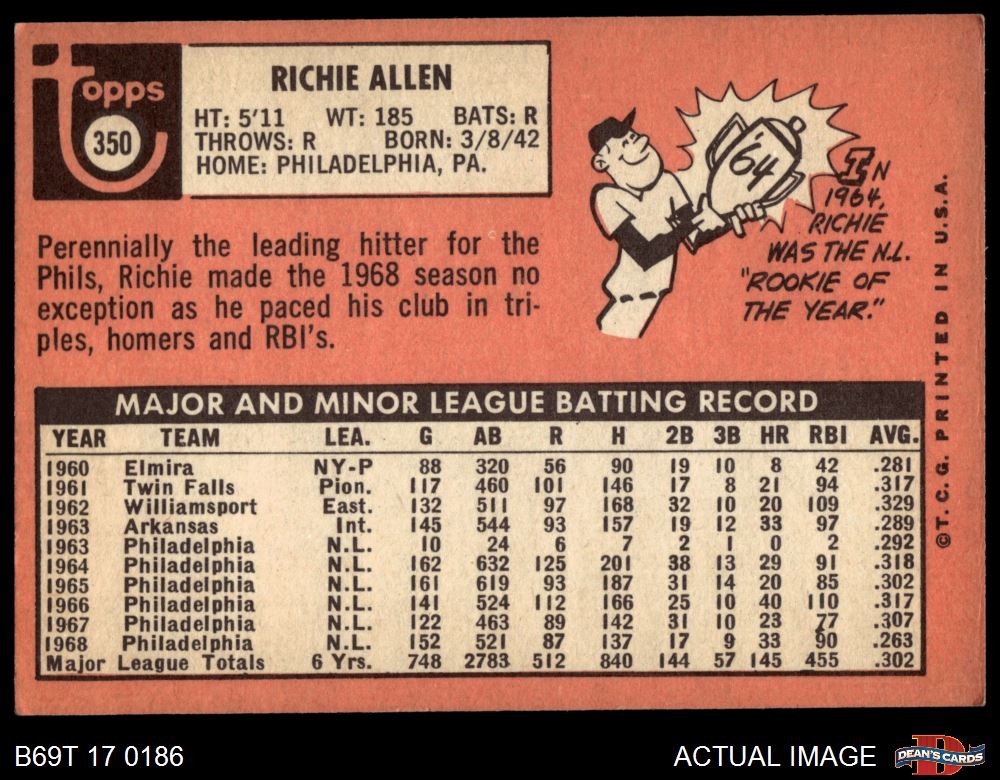 Topps
350
RICHIE ALLEN
HT: 5'11 WT: 185 BATS: R
THROWS: R BORN: 3/8/42
HOME: PHILADELPHIA, PA.
Perennially the leading hitter for the
Phils, Richie made the 1968 season no
exception as he paced his club in tri-
ples, homers and RBI's.
'64
IN
1964,
RICHIE
WAS THE N.L.
"ROOKIE OF
THE YEAR."
©T. C. G. PRINTED IN U.S.A.
MAJOR AND MINOR LEAGUE BATTING RECORD
YEAR TEAM LEA. G AB R H 2B 3B HR RBI AVG.
1960 Elmira NY-P 88 320 56 90 19 10 8 42 .281
1961 Twin Falls Pion. 117 460 101 146 17 8 21 94 .317
1962 Williamsport East. 132 511 97 168 32 10 20 109 .329
1963 Arkansas Int. 145 544 93 157 19 12 33 97 .289
1963 Philadelphia N.L. 10 24 6 7 2 1 0 2 .292
1964 Philadelphia N.L. 162 632 125 201 38 13 29 91 .318
1965 Philadelphia N.L. 161 619 93 187 31 14 20 85 .302
1966 Philadelphia N.L. 141 524 112 166 25 10 40 110 .317
1967 Philadelphia N.L. 122 463 89 142 31 10 23 77 .307
1968 Philadelphia N.L. 152 521 87 137 17 9 33 90 .263
Major League Totals 6 Yrs. 748 2783 512 840 144 57 145 455 .302
B69T 17 0186
ACTUAL IMAGE
D
DEAN'S CARDS